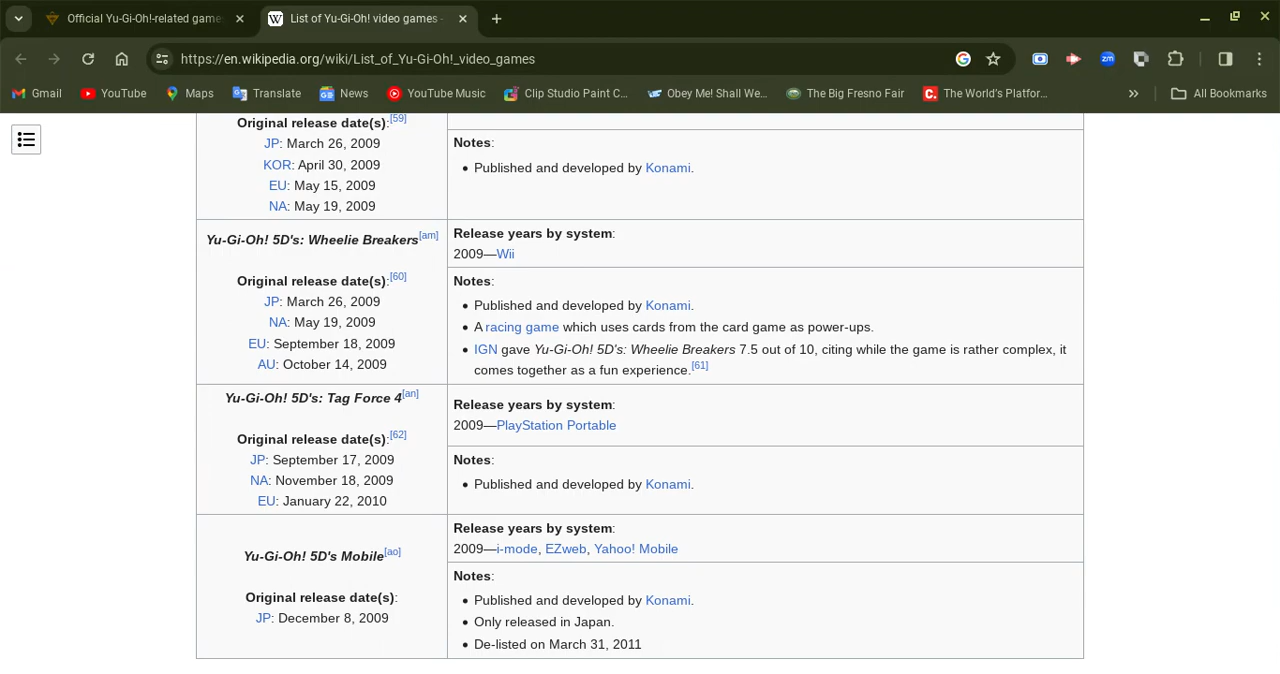 Official Yu-Gi-Oh!-related game
List of Yu-Gi-Oh! video games -
https://en.wikipedia.org/wiki/List_of_Yu-Gi-Oh!_video_games
Gmail
YouTube
Maps
Translate
News
YouTube Music
Clip Studio Paint C...
Obey Me! Shall We...
The Big Fresno Fair
The World's Platfor...
All Bookmarks
Original release date(s):[59]
JP: March 26, 2009
KOR: April 30, 2009
EU: May 15, 2009
NA: May 19, 2009
Notes:
Published and developed by Konami.
Yu-Gi-Oh! 5D's: Wheelie Breakers[am]
Original release date(s):[60]
JP: March 26, 2009
NA: May 19, 2009
EU: September 18, 2009
AU: October 14, 2009
Release years by system:
2009—Wii
Notes:
Published and developed by Konami.
A racing game which uses cards from the card game as power-ups.
IGN gave Yu-Gi-Oh! 5D's: Wheelie Breakers 7.5 out of 10, citing while the game is rather complex, it
comes together as a fun experience.[61]
Yu-Gi-Oh! 5D's: Tag Force 4[an]
Original release date(s):[62]
JP: September 17, 2009
NA: November 18, 2009
EU: January 22, 2010
Release years by system:
2009—PlayStation Portable
Notes:
Published and developed by Konami.
Yu-Gi-Oh! 5D's Mobile[ao]
Original release date(s):
JP: December 8, 2009
Release years by system:
2009—i-mode, EZweb, Yahoo! Mobile
Notes:
Published and developed by Konami.
Only released in Japan.
De-listed on March 31, 2011